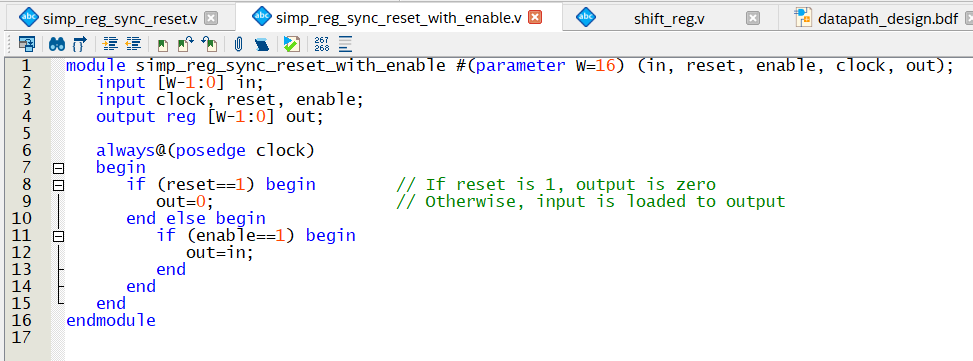 simp_reg_sync_reset.v simp_reg_sync_reset_with_enable.v shift_reg.v datapath_design.bdf
267
268
1 module simp_reg_sync_reset_with_enable #(parameter W=16) (in, reset, enable, clock, out);
2 input [W-1:0] in;
3 input clock, reset, enable;
4 output reg [W-1:0] out;
5
6 always@(posedge clock)
7 begin
8 if (reset==1) begin // If reset is 1, output is zero
9 out=0; // Otherwise, input is loaded to output
10 end else begin
11 if (enable==1) begin
12 out=in;
13 end
14 end
15 end
16 endmodule
17